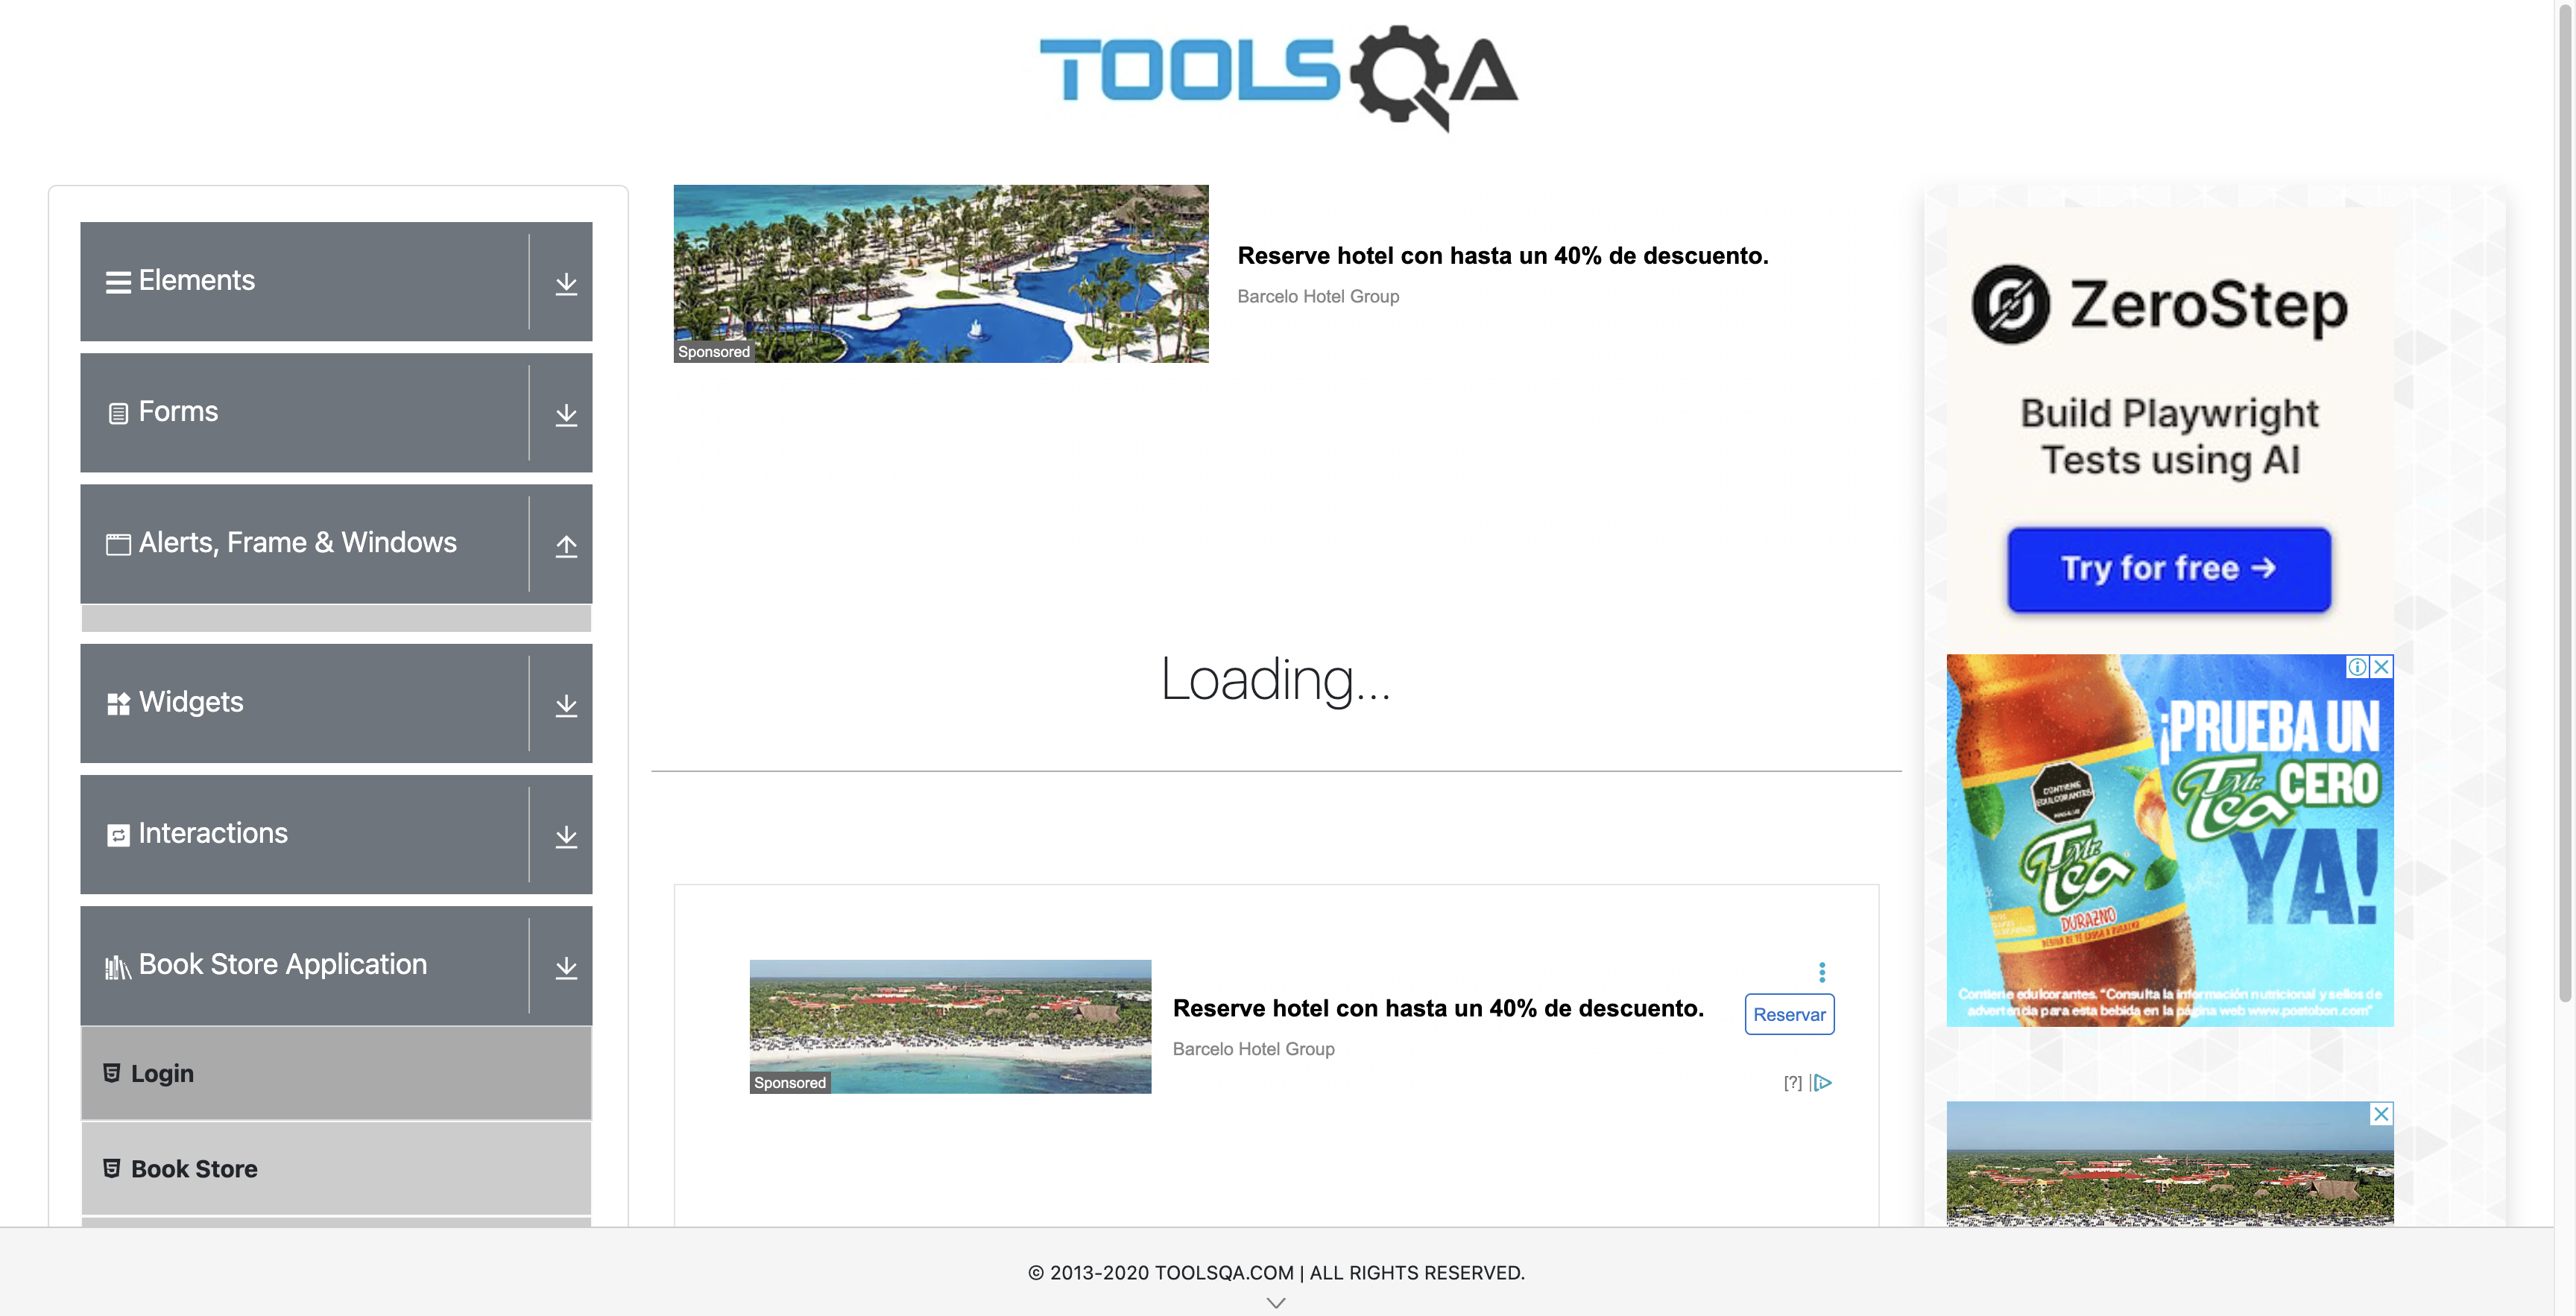 TOOLSQA
Elements
Forms
Alerts, Frame & Windows
Widgets
Interactions
Book Store Application
Login
Book Store
Reserve hotel con hasta un 40% de descuento.
Barcelo Hotel Group
Sponsored
Loading...
Reserve hotel con hasta un 40% de descuento.
Barcelo Hotel Group
Sponsored
Reservar
[?]
ZeroStep
Build Playwright
Tests using AI
Try for free →
¡PRUEBA UN
Mr. Tea CERO
YA!
CONTIENE
EDULCORANTES
Mr. Tea
DURAZNO
Contiene edulcorantes. "Consulta la información nutricional y sellos de
advertencia para esta bebida en la página web www.postobon.com"
© 2013-2020 TOOLSQA.COM | ALL RIGHTS RESERVED.